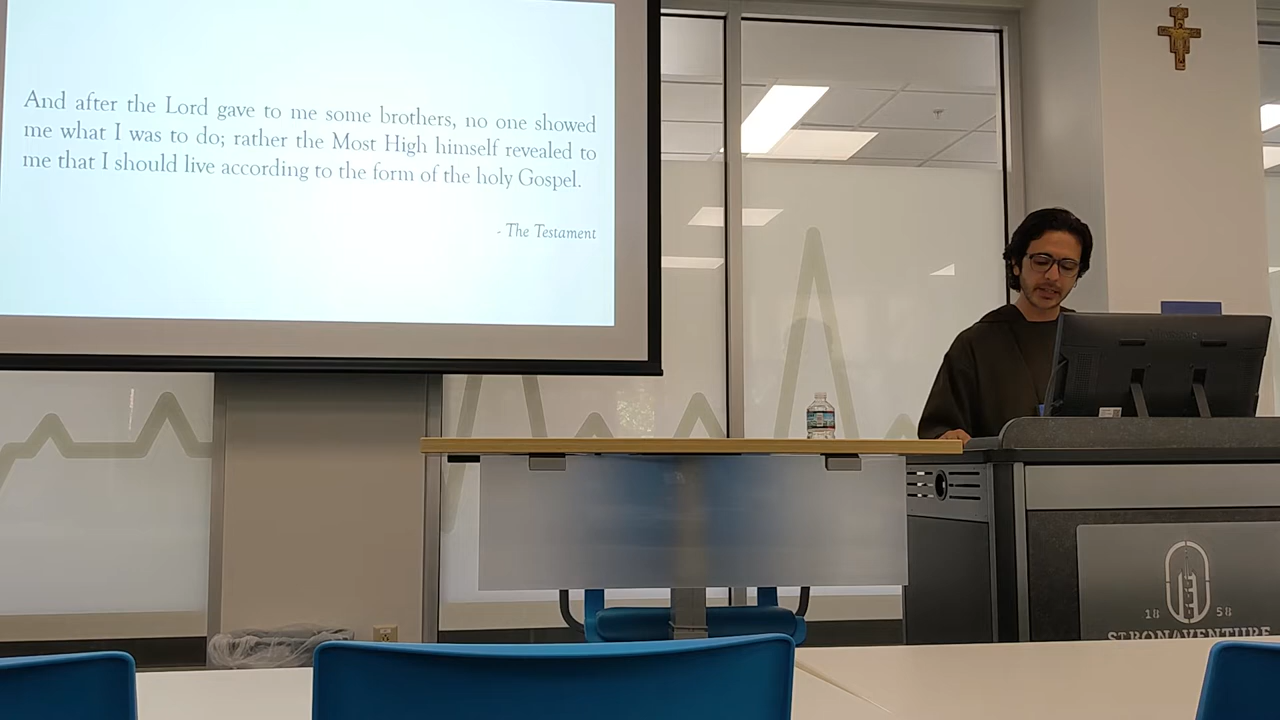 And after the Lord gave to me some brothers, no one showed
me what I was to do; rather the Most High himself revealed to
me that I should live according to the form of the holy Gospel.
- The Testament
18 58
ST.BONAVENTURE